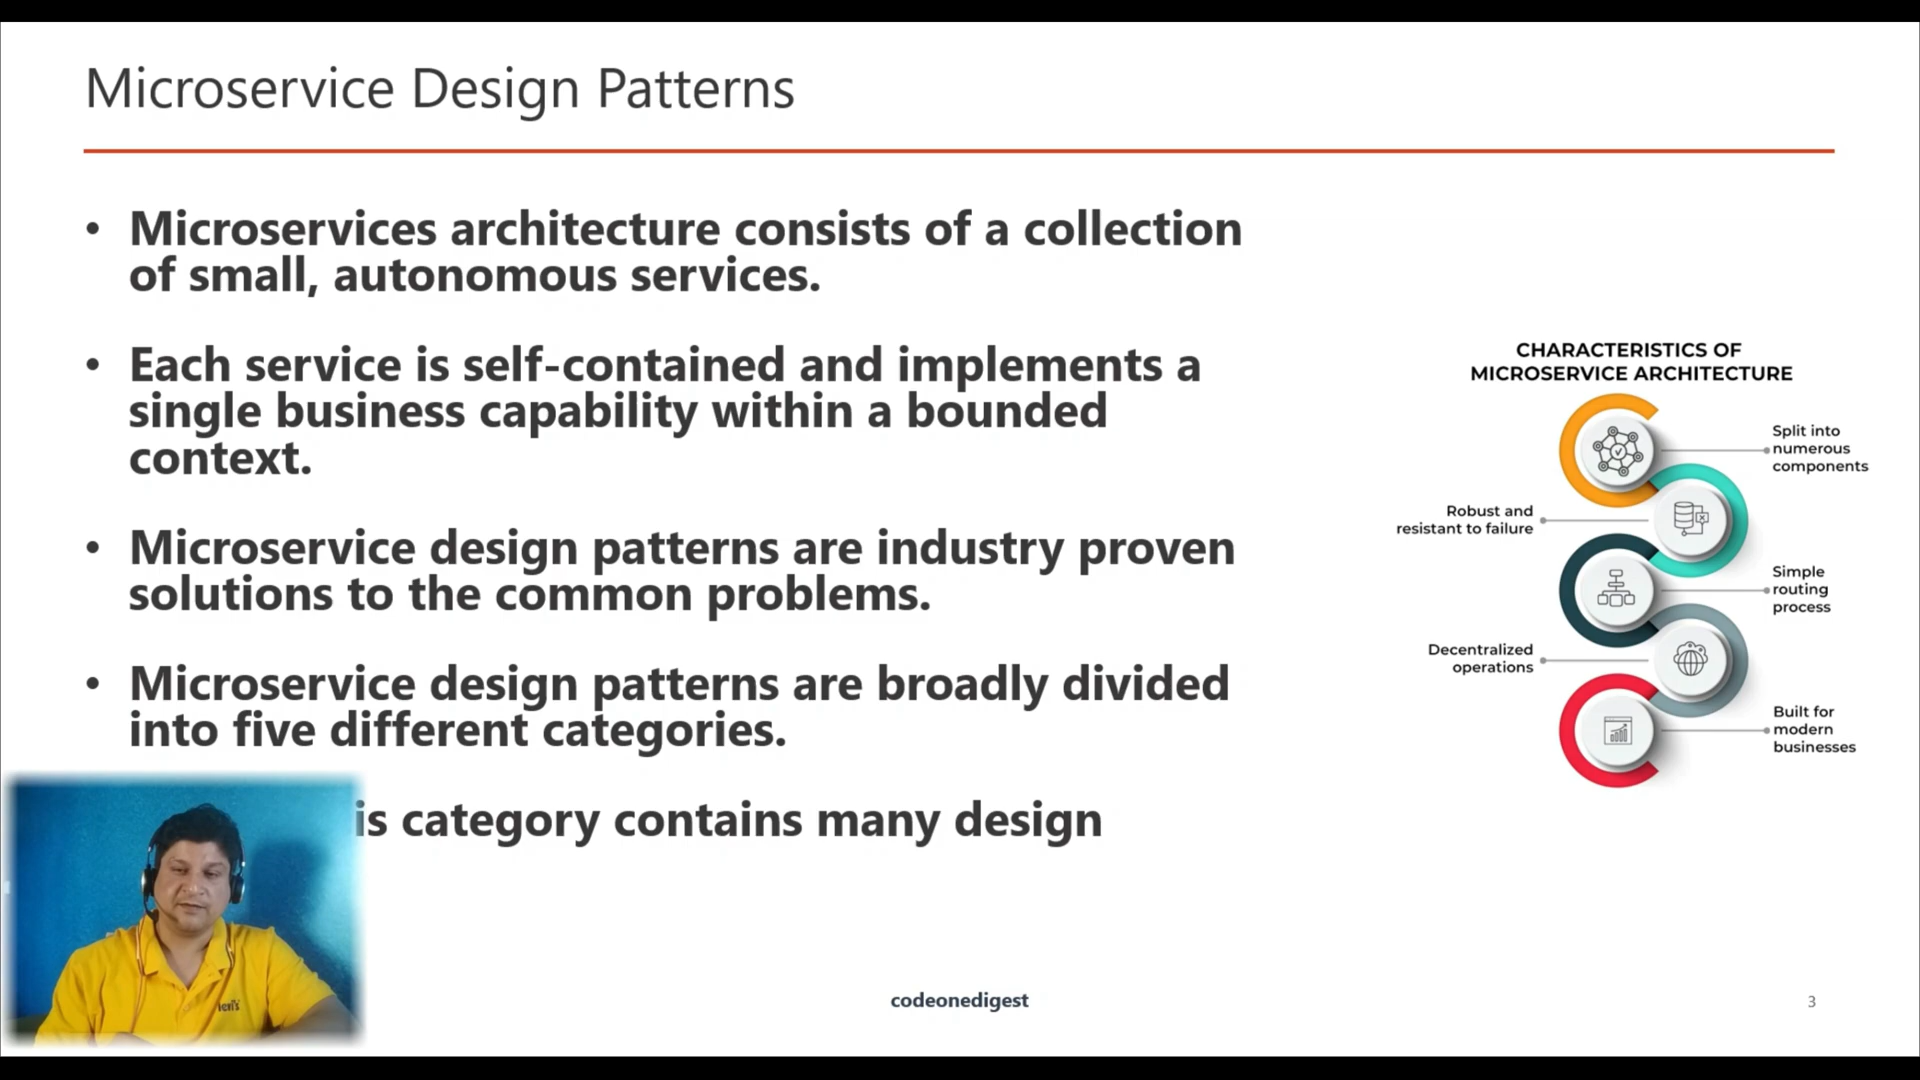 Microservice Design Patterns
• Microservices architecture consists of a collection
of small, autonomous services.
• Each service is self-contained and implements a
single business capability within a bounded
context.
• Microservice design patterns are industry proven
solutions to the common problems.
• Microservice design patterns are broadly divided
into five different categories.
is category contains many design
CHARACTERISTICS OF
MICROSERVICE ARCHITECTURE
Split into
numerous
components
Robust and
resistant to failure
Simple
routing
process
Decentralized
operations
Built for
modern
businesses
codeonedigest
3